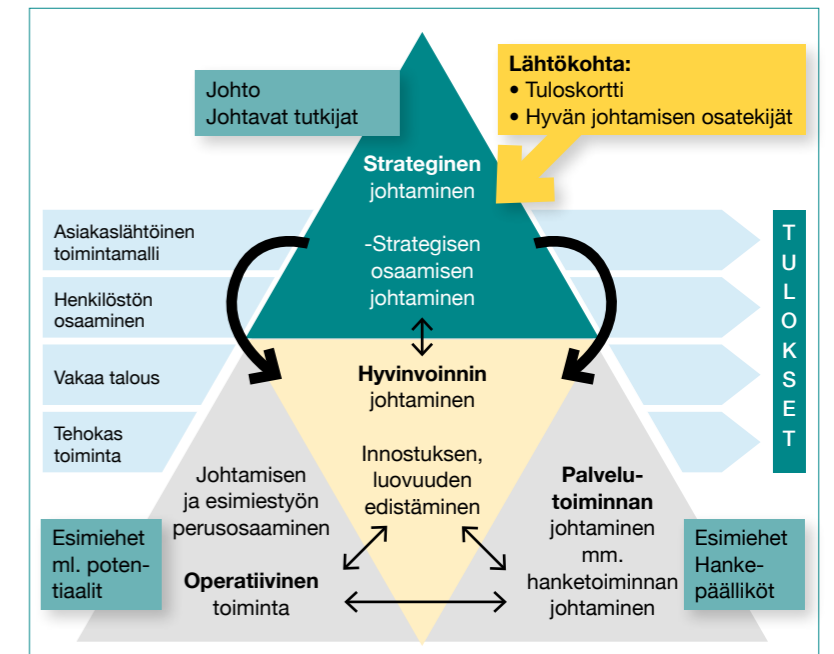 Johto
Johtavat tutkijat
Lähtökohta:
• Tuloskortti
• Hyvän johtamisen osatekijät
Strateginen
johtaminen
-Strategisen
osaamisen
johtaminen
Asiakaslähtöinen
toimintamalli
Henkilöstön
osaaminen
Vakaa talous
Tehokas
toiminta
T
U
L
O
K
S
E
T
Hyvinvoinnin
johtaminen
Innostuksen,
luovuuden
edistäminen
Johtamisen
ja esimiestyön
perusosaaminen
Operatiivinen
toiminta
Palvelu-
toiminnan
johtaminen
mm.
hanketoiminnan
johtaminen
Esimiehet
ml. poten-
tiaalit
Esimiehet
Hanke-
päälliköt